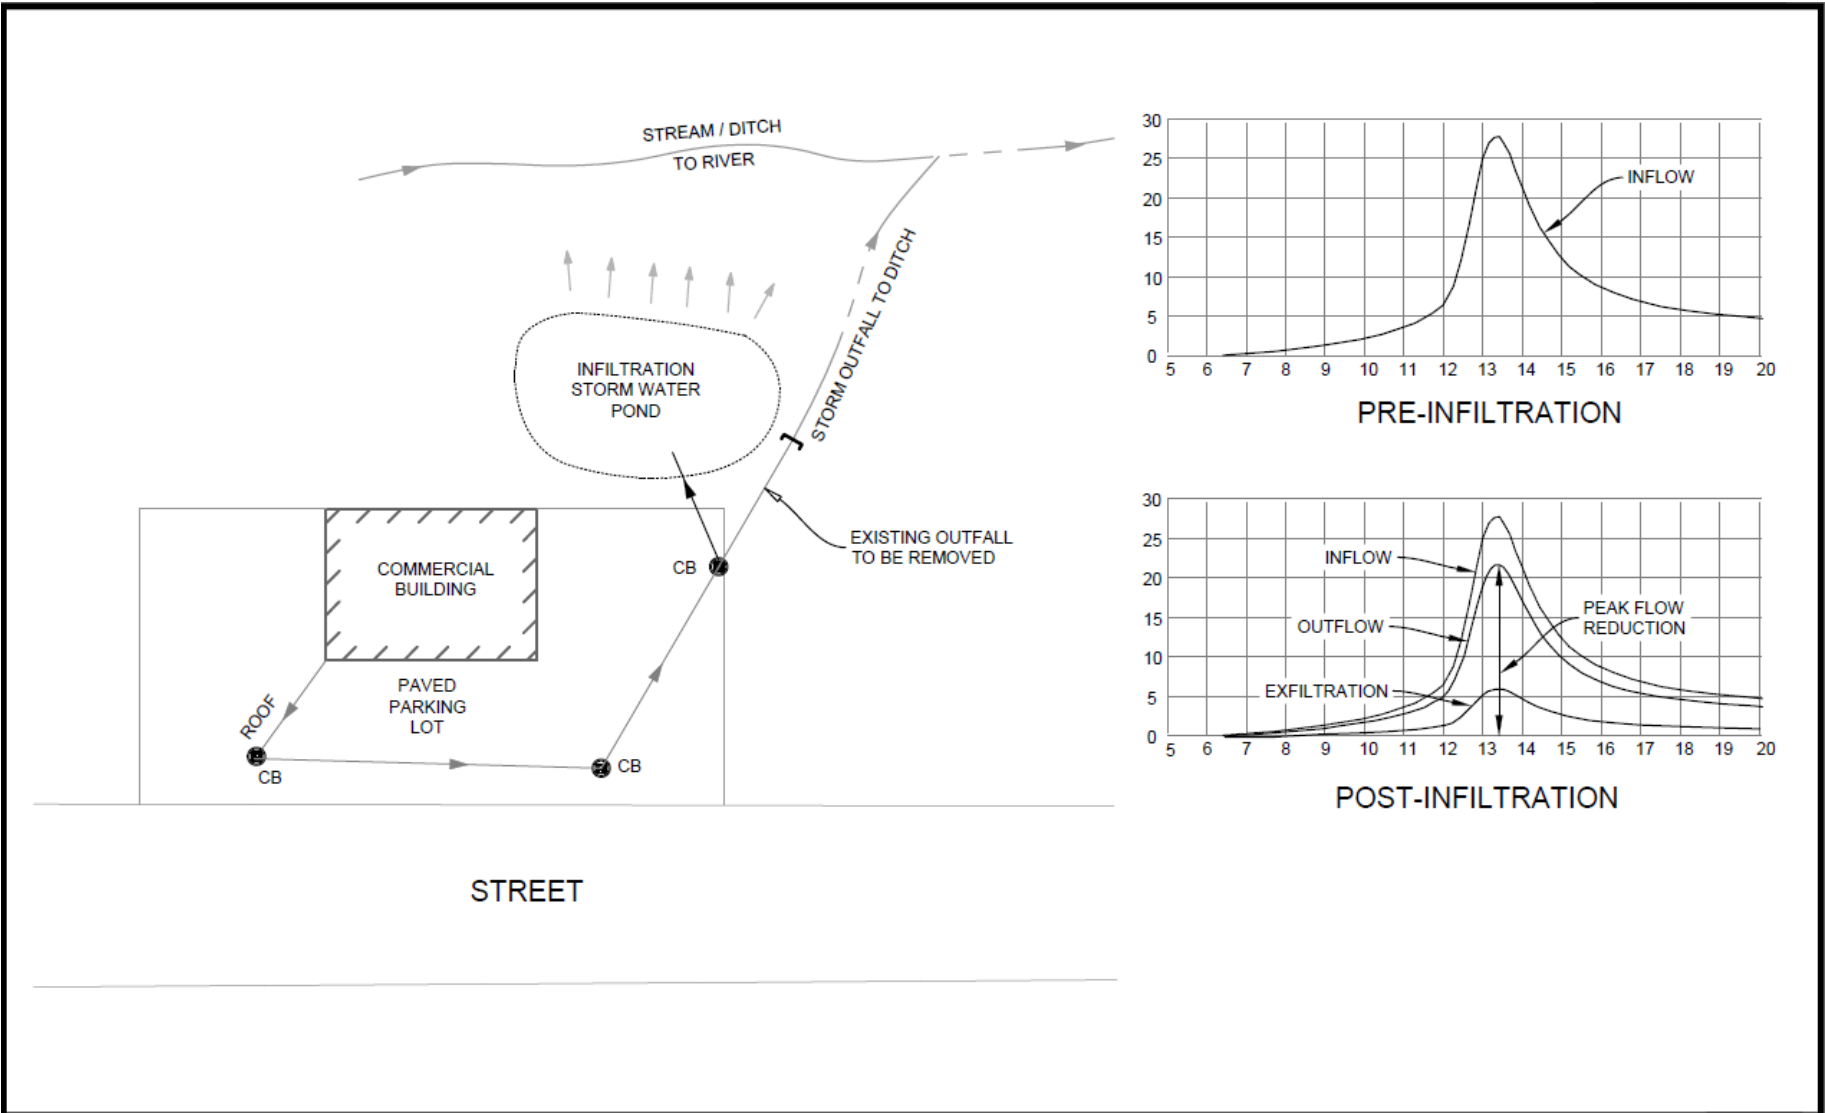 STREAM / DITCH
TO RIVER
STORM OUTFALL TO DITCH
INFILTRATION
STORM WATER
POND
EXISTING OUTFALL
TO BE REMOVED
CB
COMMERCIAL
BUILDING
PAVED
PARKING
LOT
ROOF
CB
CB
STREET
30
25
20
15
10
5
0
INFLOW
5 6 7 8 9 10 11 12 13 14 15 16 17 18 19 20
PRE-INFILTRATION
30
25
20
15
10
5
0
INFLOW
OUTFLOW
EXFILTRATION
PEAK FLOW
REDUCTION
5 6 7 8 9 10 11 12 13 14 15 16 17 18 19 20
POST-INFILTRATION